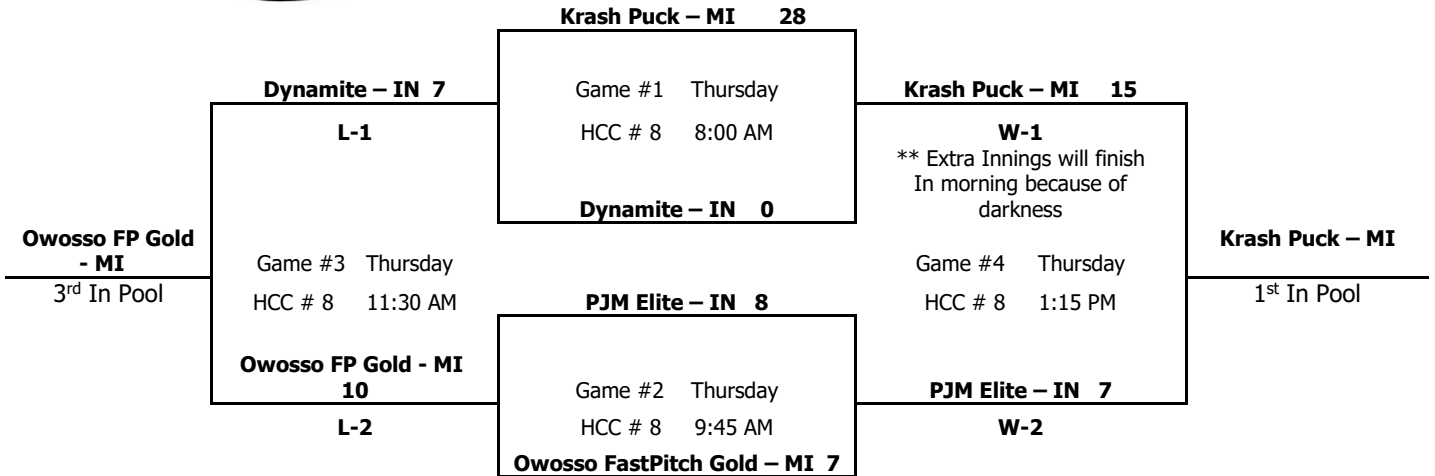 Krash Puck – MI 28
Dynamite – IN 7
Game #1 Thursday
Krash Puck – MI 15
L-1
HCC # 8 8:00 AM
W-1
** Extra Innings will finish
In morning because of
darkness
Dynamite – IN 0
Owosso FP Gold
- MI
Krash Puck – MI
Game #3 Thursday
Game #4 Thursday
3rd In Pool
HCC # 8 11:30 AM
PJM Elite – IN 8
HCC # 8 1:15 PM
1st In Pool
Owosso FP Gold - MI
10
Game #2 Thursday
PJM Elite – IN 7
L-2
HCC # 8 9:45 AM
W-2
Owosso FastPitch Gold – MI 7